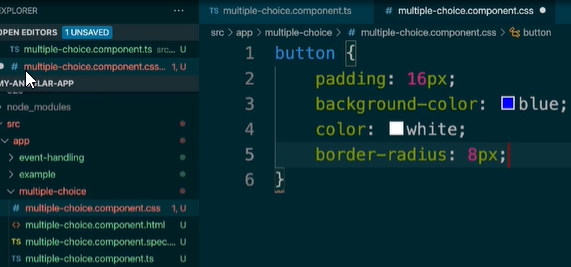 EXPLORER
OPEN EDITORS 1 UNSAVED
TS multiple-choice.component.ts src... U
# multiple-choice.component.css... 1, U
MY-ANGULAR-APP
node_modules
src
app
event-handling
example
multiple-choice
# multiple-choice.component.css 1, U
<> multiple-choice.component.html U
multiple-choice.component.spec.... U
TS multiple-choice.component.ts U
TS multiple-choice.component.ts
# multiple-choice.component.css
src > app > multiple-choice > # multiple-choice.component.css > button
1 button {
2 padding: 16px;
3 background-color: blue;
4 color: white;
5 border-radius: 8px;
6 }